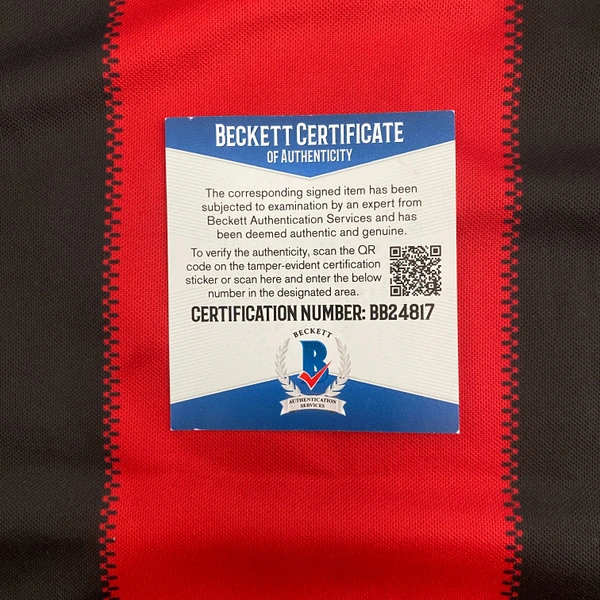 BECKETT CERTIFICATE
OF AUTHENTICITY
The corresponding signed item has been
subjected to examination by an expert from
Beckett Authentication Services and has
been deemed authentic and genuine.
To verify the authenticity, scan the QR
code on the tamper-evident certification
sticker or scan here and enter the below
number in the designated area.
CERTIFICATION NUMBER: BB24817
BECKETT
B
AUTHENTICATION
SERVICES